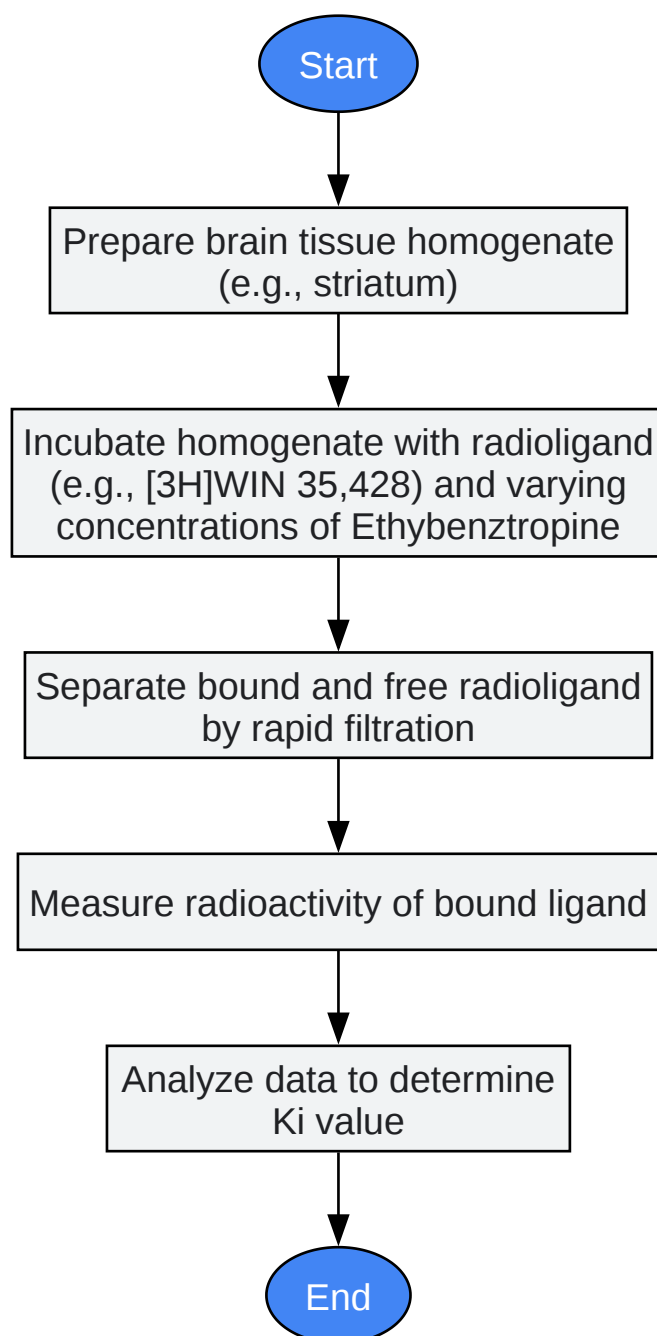 Start
Prepare brain tissue homogenate
(e.g., striatum)
Incubate homogenate with radioligand
(e.g., [3H]WIN 35,428) and varying
concentrations of Ethybenztropine
Separate bound and free radioligand
by rapid filtration
Measure radioactivity of bound ligand
Analyze data to determine
Ki value
End